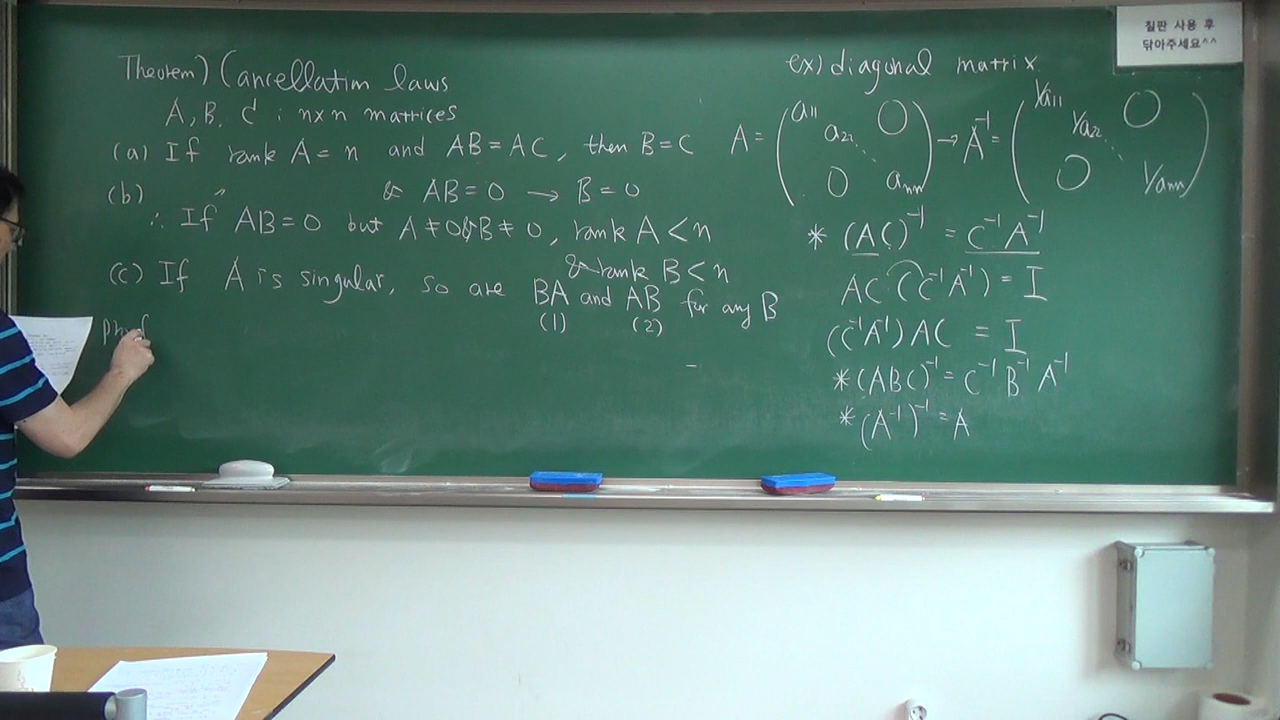 Theorem) Cancellation laws
A, B, C : n×n matrices
(a) If rank A = n and AB = AC, then B = C
(b) 〃 & AB = 0 → B = 0
∴ If AB = 0 but A ≠ 0 & B ≠ 0, rank A < n
& rank B < n
(c) If A is singular, so are BA and AB for any B
(1) (2)
proof
ex) diagonal matrix
A = (a11 a22 ⋱ ann 0 0) → A⁻¹ = (1/a11 1/a22 ⋱ 1/ann 0 0)
* (AC)⁻¹ = C⁻¹A⁻¹
AC (C⁻¹A⁻¹) = I
(C⁻¹A⁻¹) AC = I
* (ABC)⁻¹ = C⁻¹ B⁻¹ A⁻¹
* (A⁻¹)⁻¹ = A
칠판 사용 후
닦아주세요^^